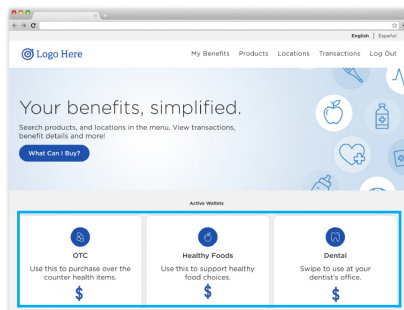 English | Español
Logo Here
My Benefits Products Locations Transactions Log Out
Your benefits, simplified.
Search products, and locations in the menu. View transactions,
benefit details and more!
What Can I Buy?
Active Wallets
OTC
Use this to purchase over the
counter health items.
$
Healthy Foods
Use this to support healthy
food choices.
$
Dental
Swipe to use at your
dentist's office.
$